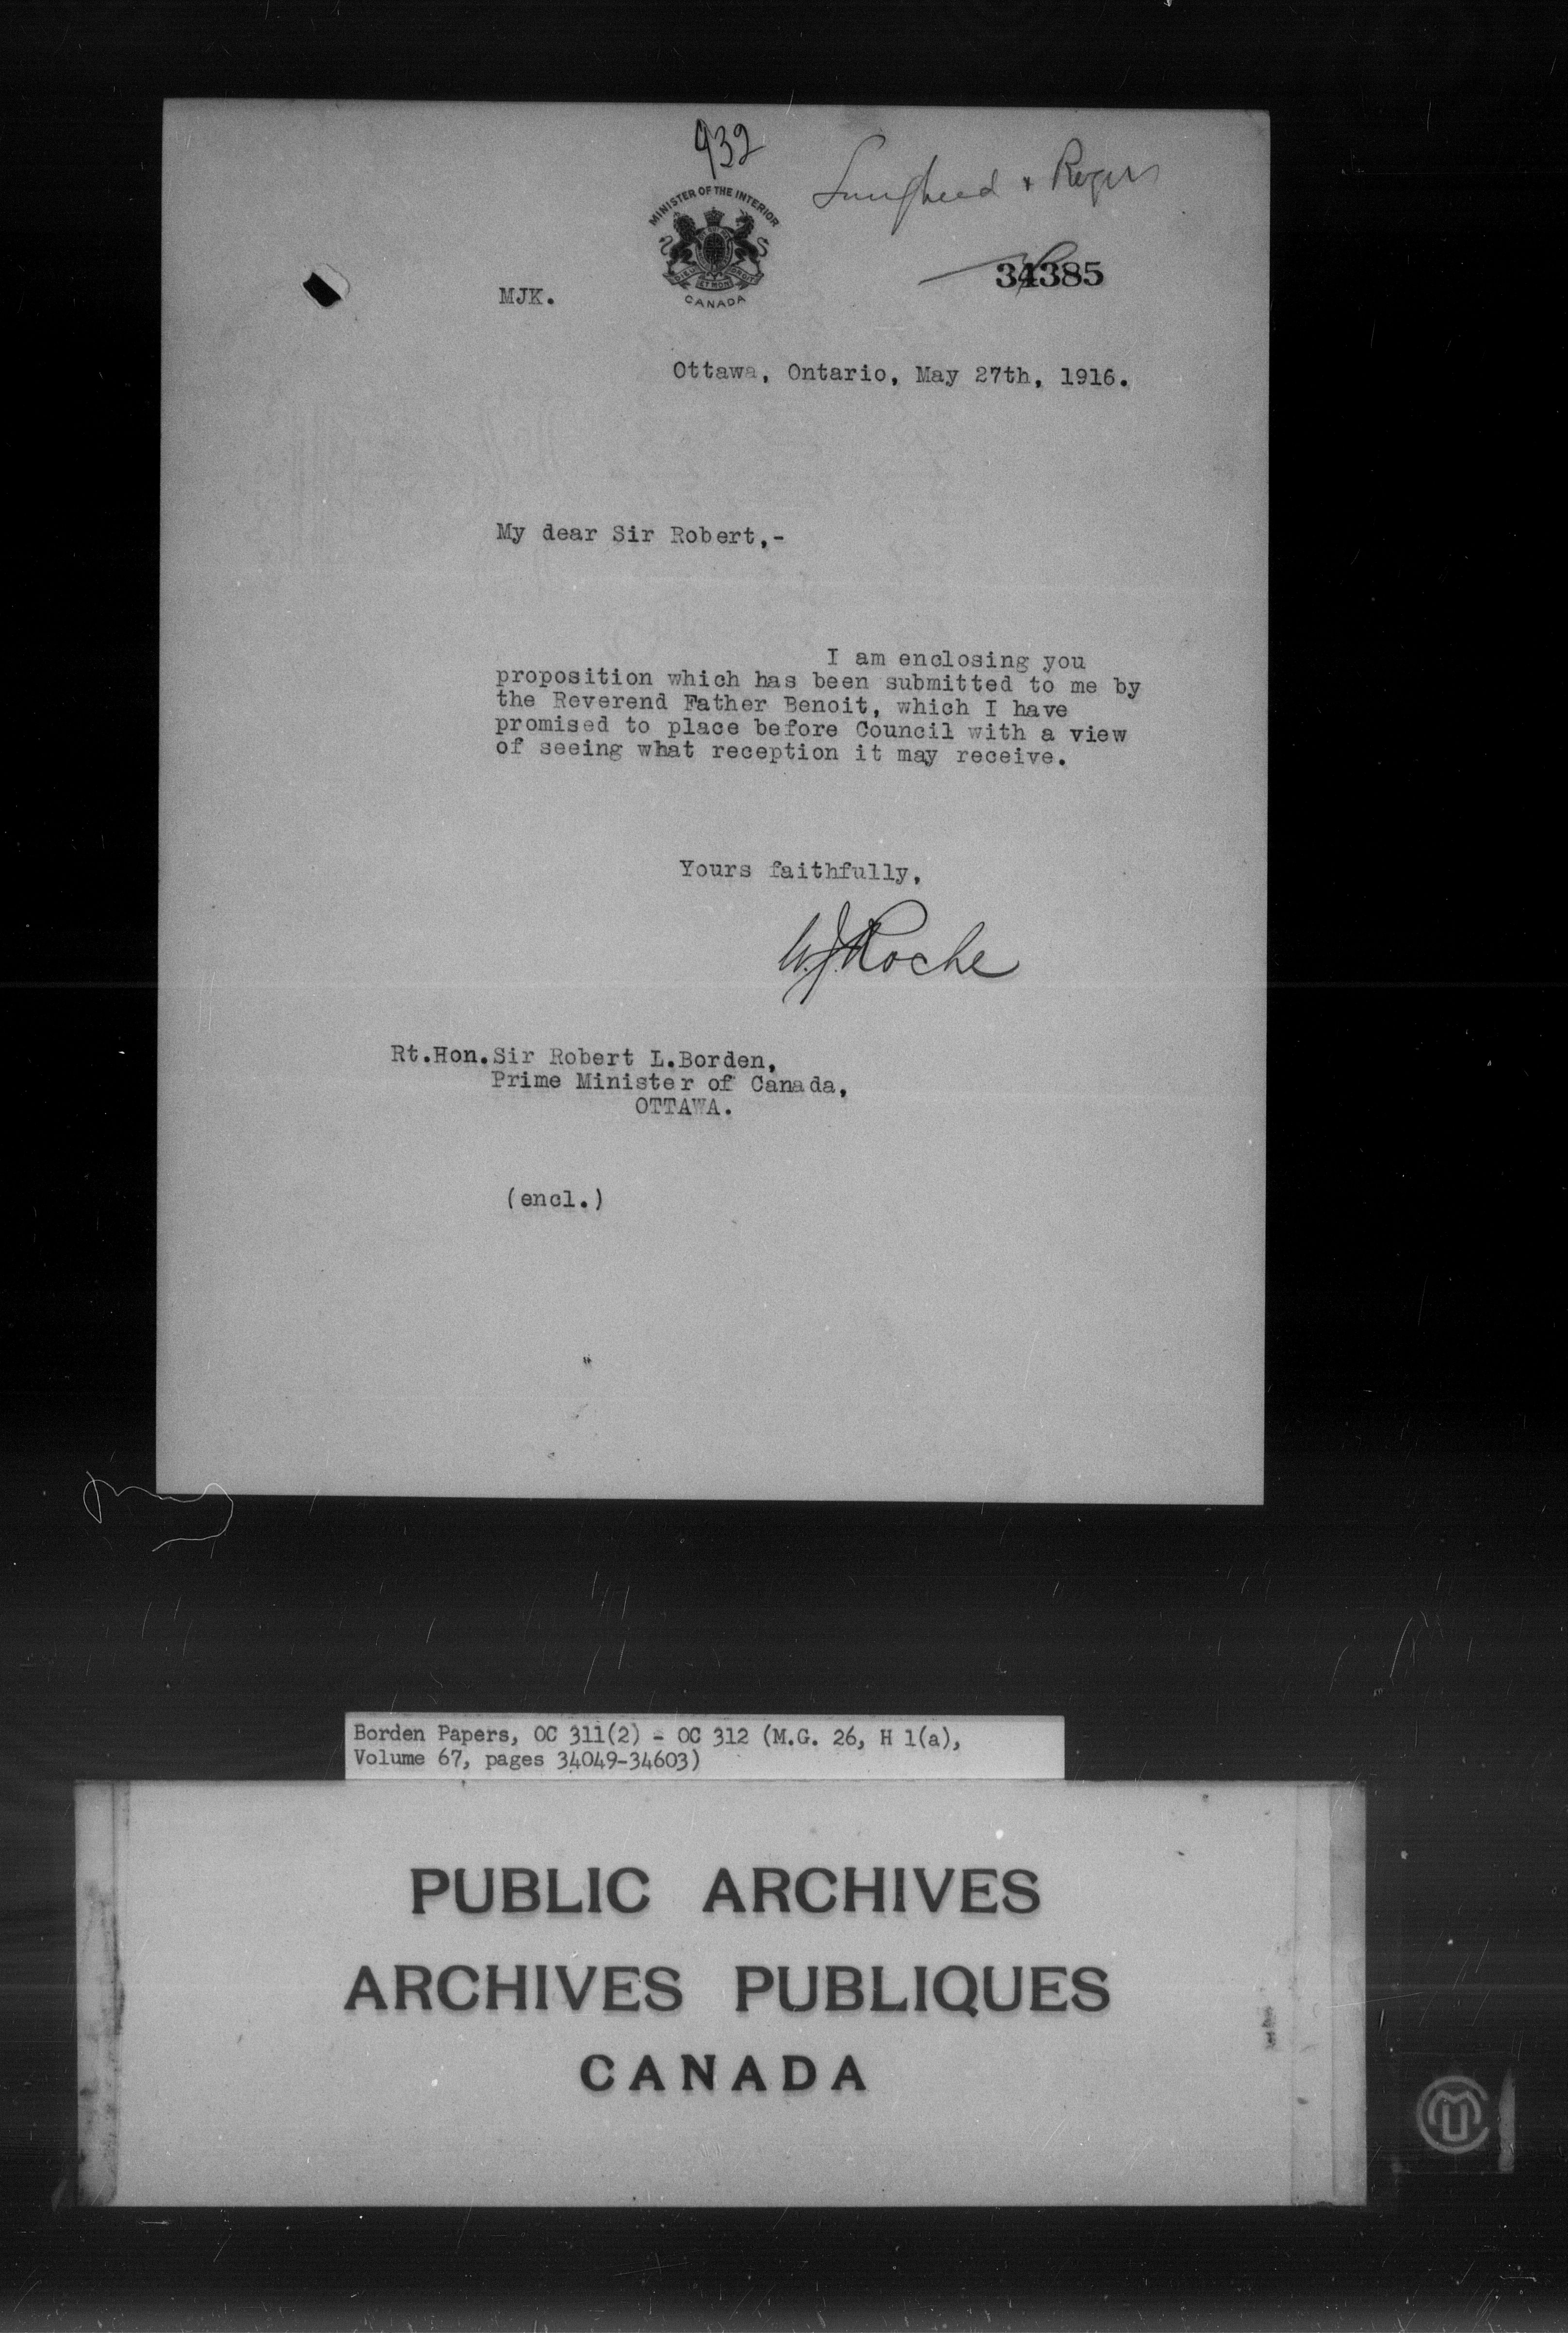 932
Lougheed & Rogers
MINISTER OF THE INTERIOR
DIEU ET MON DROIT
CANADA
34385
MJK.
Ottawa, Ontario, May 27th, 1916.
My dear Sir Robert,-
I am enclosing you
proposition which has been submitted to me by
the Reverend Father Benoit, which I have
promised to place before Council with a view
of seeing what reception it may receive.
Yours faithfully,
W.J. Roche
Rt.Hon.Sir Robert L.Borden,
Prime Minister of Canada,
OTTAWA.
(encl.)
Borden Papers, OC 311(2) - OC 312 (M.G. 26, H 1(a),
Volume 67, pages 34049-34603)
PUBLIC ARCHIVES
ARCHIVES PUBLIQUES
CANADA